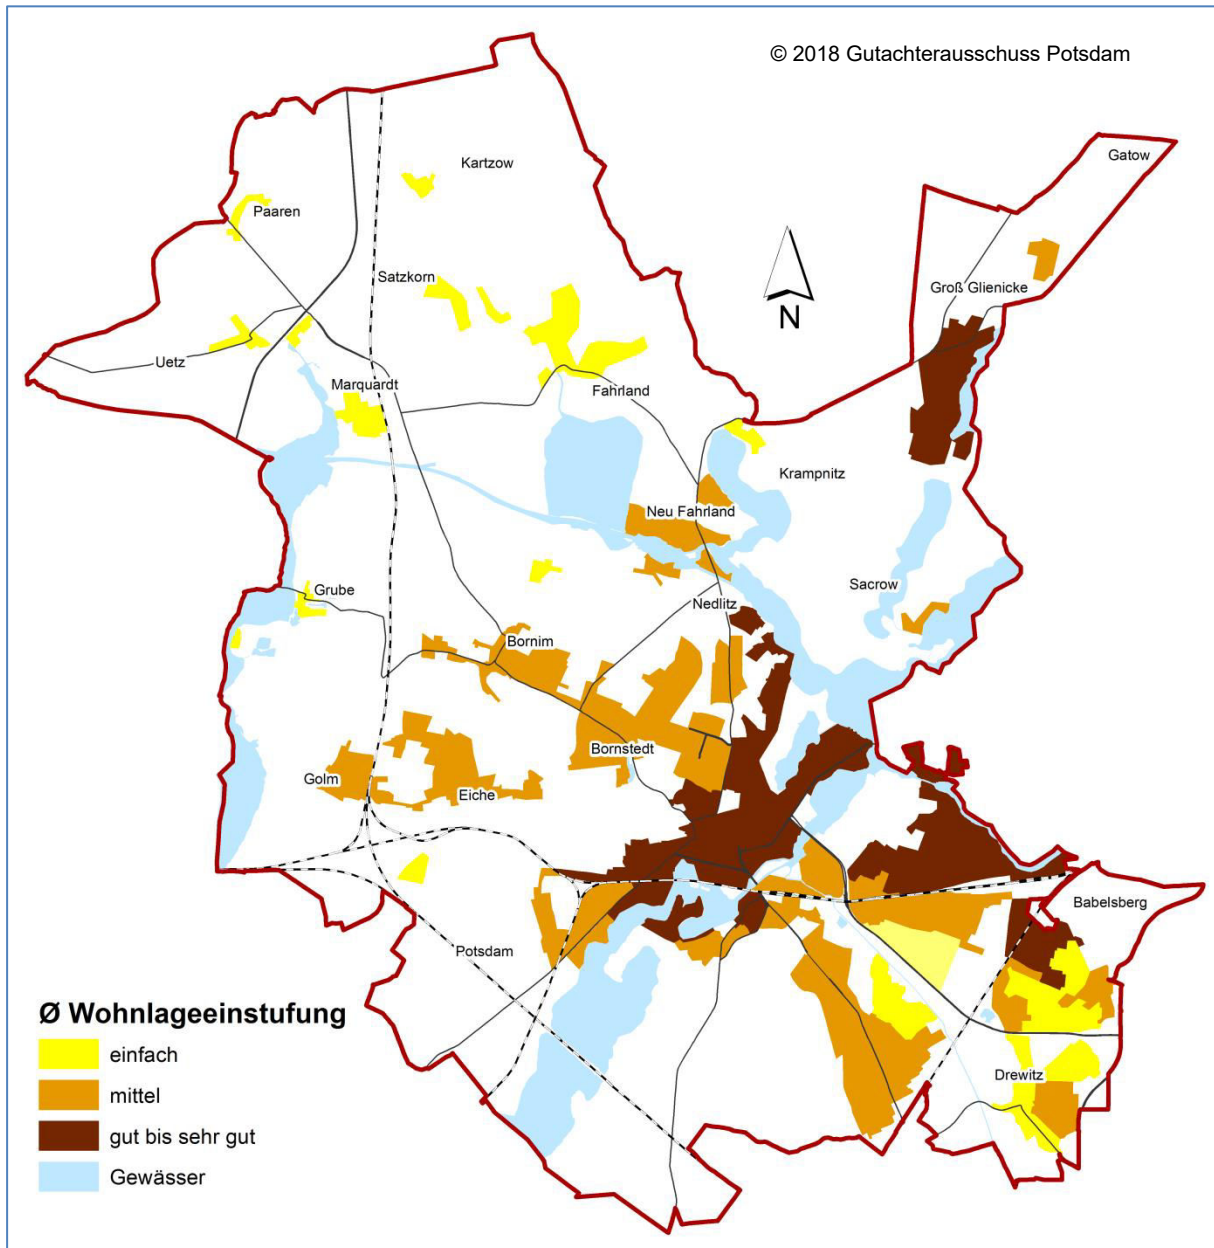 © 2018 Gutachterausschuss Potsdam
Gatow
Kartzow
Paaren
Satzkorn
Groß Glienicke
N
Uetz
Marquardt
Fahrland
Krampnitz
Neu Fahrland
Sacrow
Grube
Nedlitz
Bornim
Bornstedt
Golm
Eiche
Babelsberg
Potsdam
Drewitz
Ø Wohnlageeinstufung
einfach
mittel
gut bis sehr gut
Gewässer